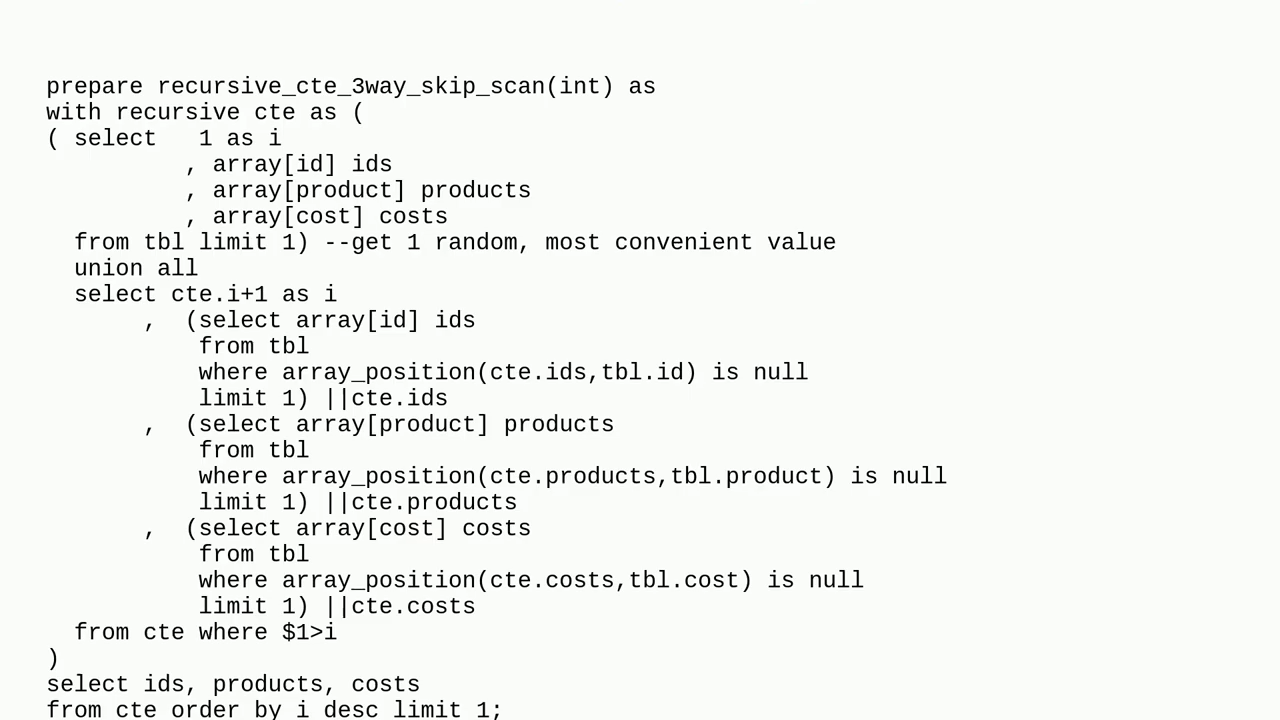 prepare recursive_cte_3way_skip_scan(int) as
with recursive cte as (
( select   1 as i
          , array[id] ids
          , array[product] products
          , array[cost] costs
  from tbl limit 1) --get 1 random, most convenient value
  union all
  select cte.i+1 as i
       ,  (select array[id] ids
           from tbl
           where array_position(cte.ids,tbl.id) is null
           limit 1) ||cte.ids
       ,  (select array[product] products
           from tbl
           where array_position(cte.products,tbl.product) is null
           limit 1) ||cte.products
       ,  (select array[cost] costs
           from tbl
           where array_position(cte.costs,tbl.cost) is null
           limit 1) ||cte.costs
  from cte where $1>i
)
select ids, products, costs
from cte order by i desc limit 1;